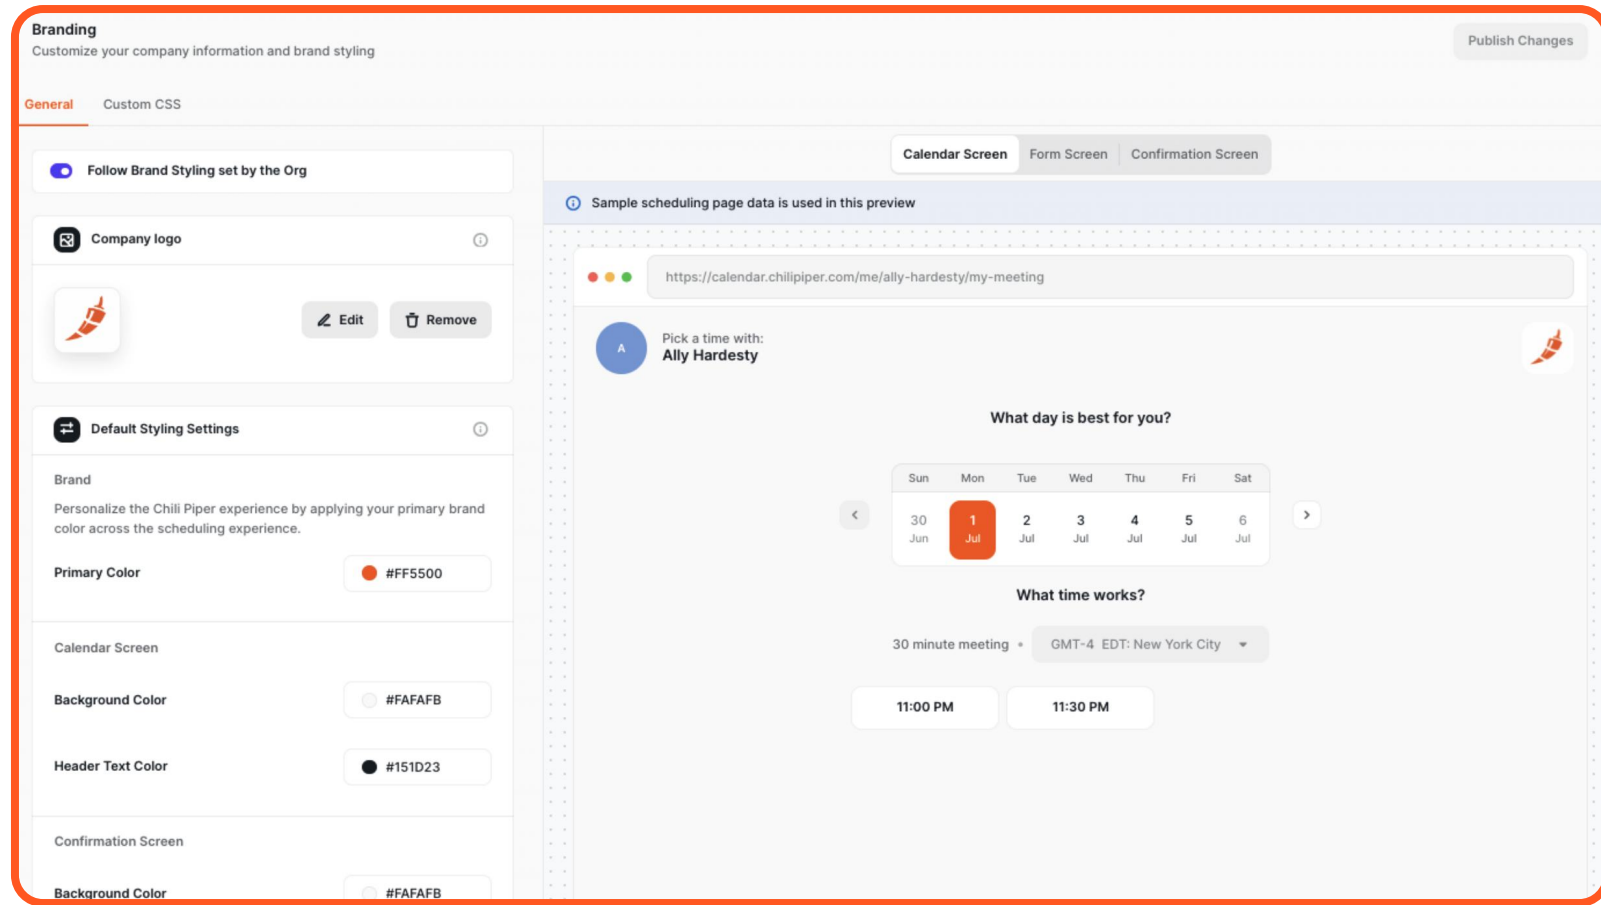 Branding
Customize your company information and brand styling
Publish Changes
General
Custom CSS
Follow Brand Styling set by the Org
Company logo
Edit
Remove
Default Styling Settings
Brand
Personalize the Chili Piper experience by applying your primary brand
color across the scheduling experience.
Primary Color
#FF5500
Calendar Screen
Background Color
#FAFAFB
Header Text Color
#151D23
Confirmation Screen
Background Color
#FAFAFB
Calendar Screen
Form Screen
Confirmation Screen
Sample scheduling page data is used in this preview
https://calendar.chilipiper.com/me/ally-hardesty/my-meeting
A
Pick a time with:
Ally Hardesty
What day is best for you?
Sun Mon Tue Wed Thu Fri Sat
30 1 2 3 4 5 6
Jun Jul Jul Jul Jul Jul Jul
What time works?
30 minute meeting • GMT-4 EDT: New York City
11:00 PM 11:30 PM